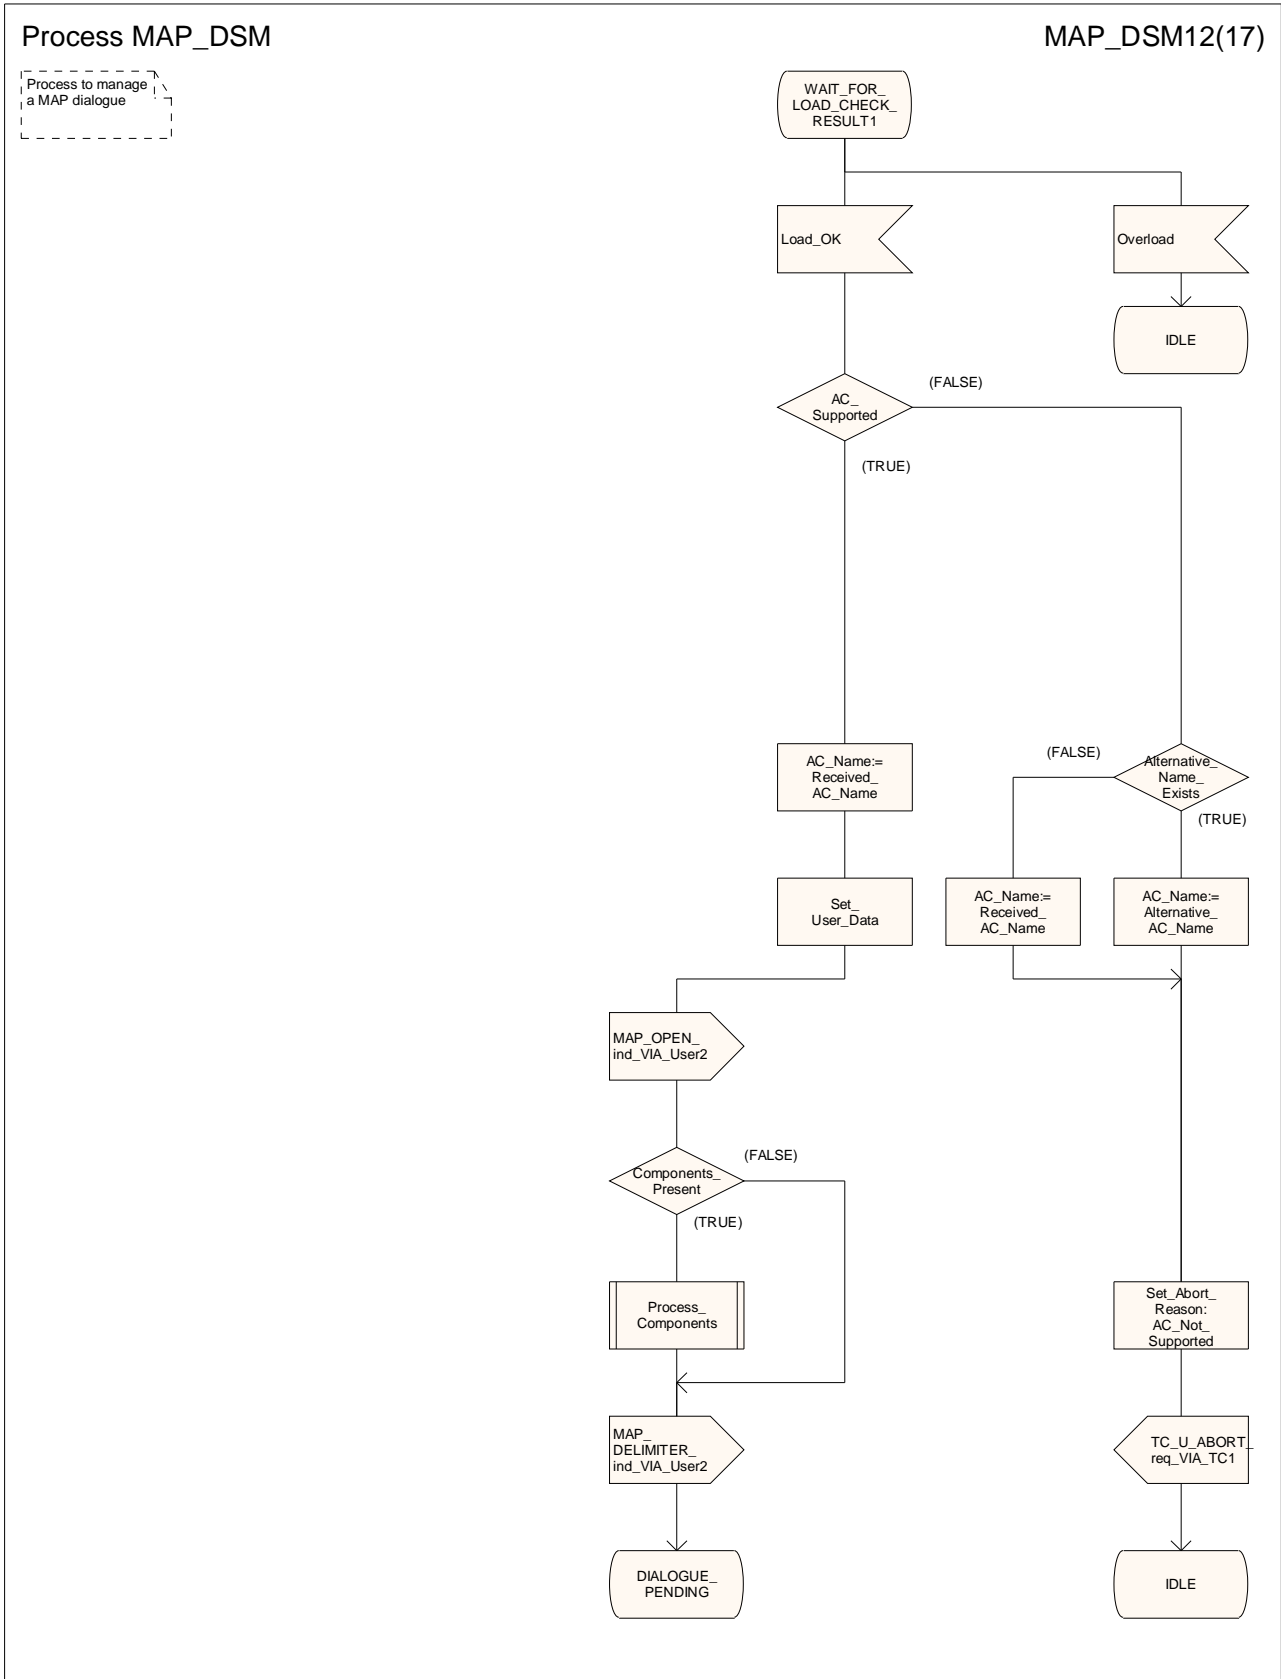 Process MAP_DSM
MAP_DSM12(17)
Process to manage
a MAP dialogue
WAIT_FOR_
LOAD_CHECK_
RESULT1
Load_OK
Overload
IDLE
AC_
Supported
(FALSE)
(TRUE)
AC_Name:=
Received_
AC_Name
(FALSE)
Alternative_
Name_
Exists
(TRUE)
Set_
User_Data
AC_Name:=
Received_
AC_Name
AC_Name:=
Alternative_
AC_Name
MAP_OPEN_
ind_VIA_User2
Components_
Present
(FALSE)
(TRUE)
Process_
Components
Set_Abort_
Reason:
AC_Not_
Supported
MAP_
DELIMITER_
ind_VIA_User2
TC_U_ABORT_
req_VIA_TC1
DIALOGUE_
PENDING
IDLE